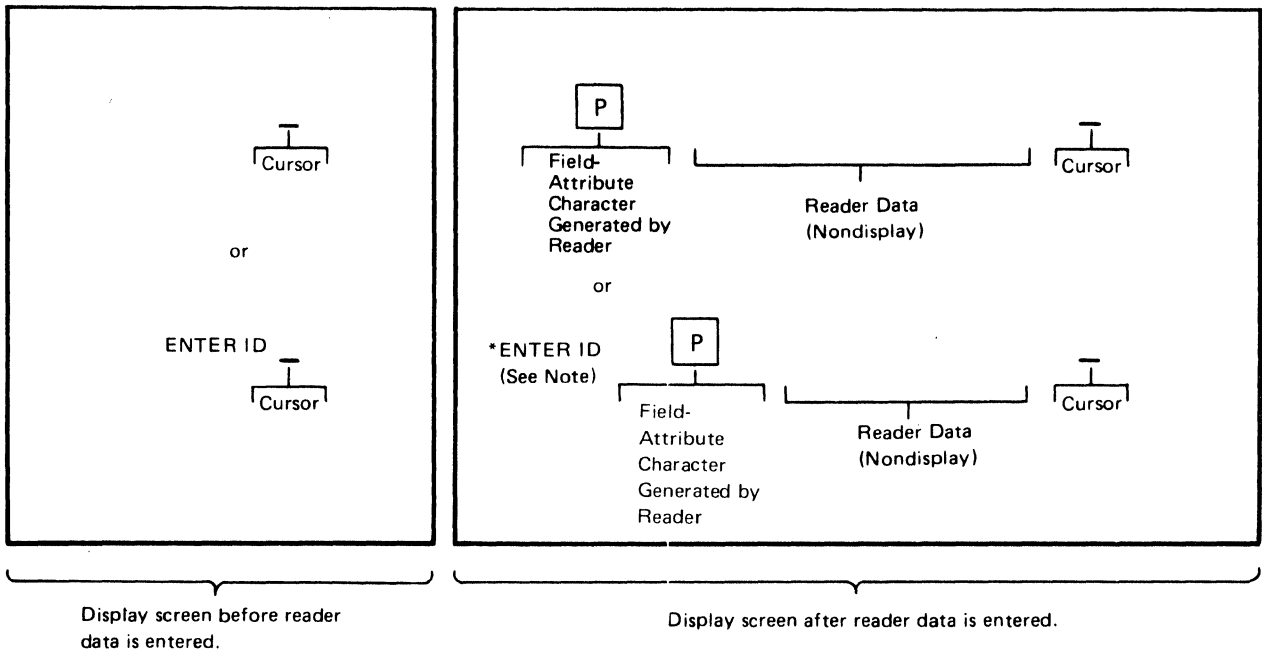 Cursor
or
ENTER ID
Cursor
P
Field-
Attribute
Character
Generated by
Reader
Reader Data
(Nondisplay)
Cursor
or
*ENTER ID
(See Note)
P
Field-
Attribute
Character
Generated by
Reader
Reader Data
(Nondisplay)
Cursor
Display screen before reader
data is entered.
Display screen after reader data is entered.